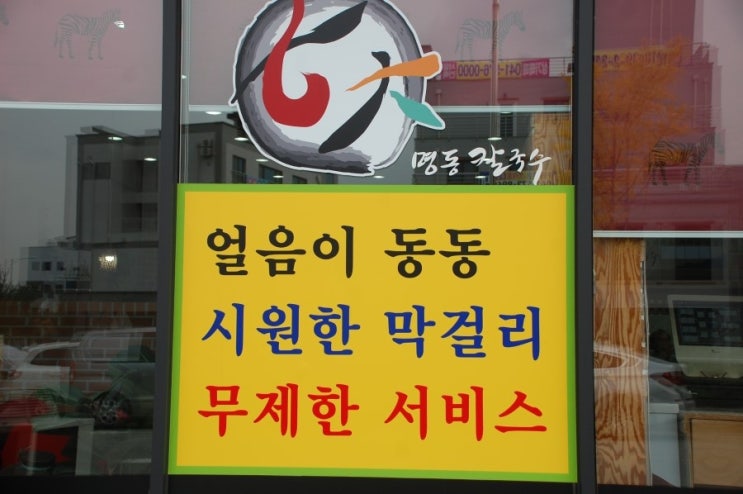 명동 칼국수
얼음이 동동
시원한 막걸리
무제한 서비스